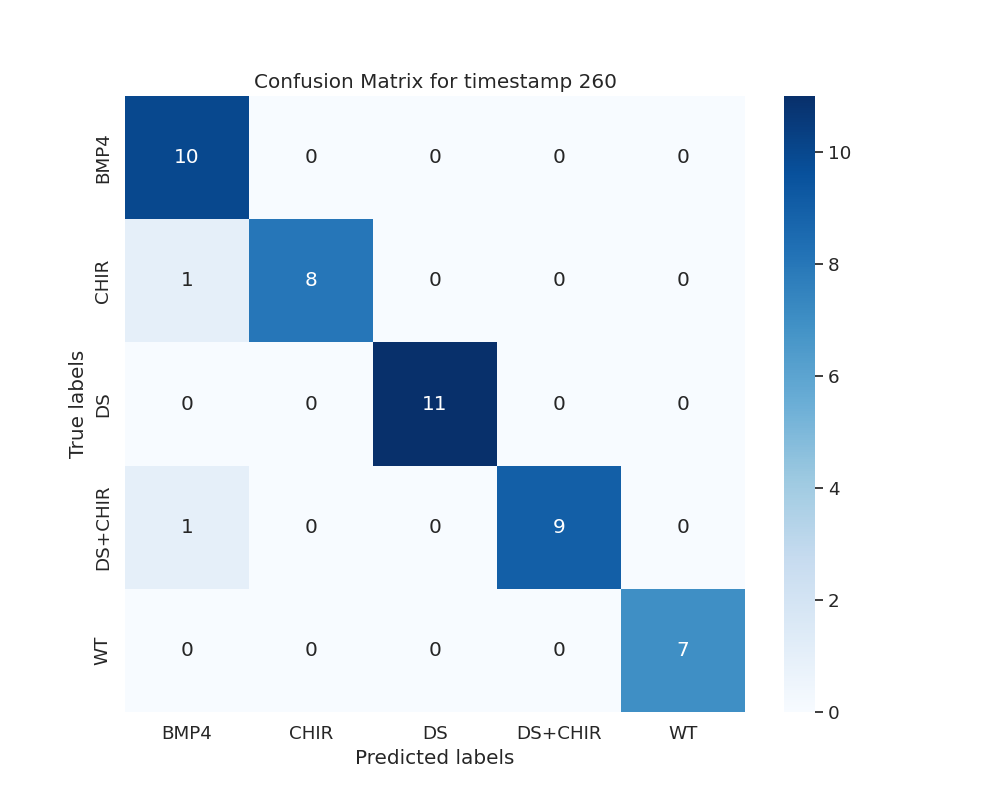 Confusion Matrix for timestamp 260
True labels
BMP4 10 0 0 0 0
CHIR 1 8 0 0 0
DS 0 0 11 0 0
DS+CHIR 1 0 0 9 0
WT 0 0 0 0 7
BMP4 CHIR DS DS+CHIR WT
Predicted labels
10
8
6
4
2
0